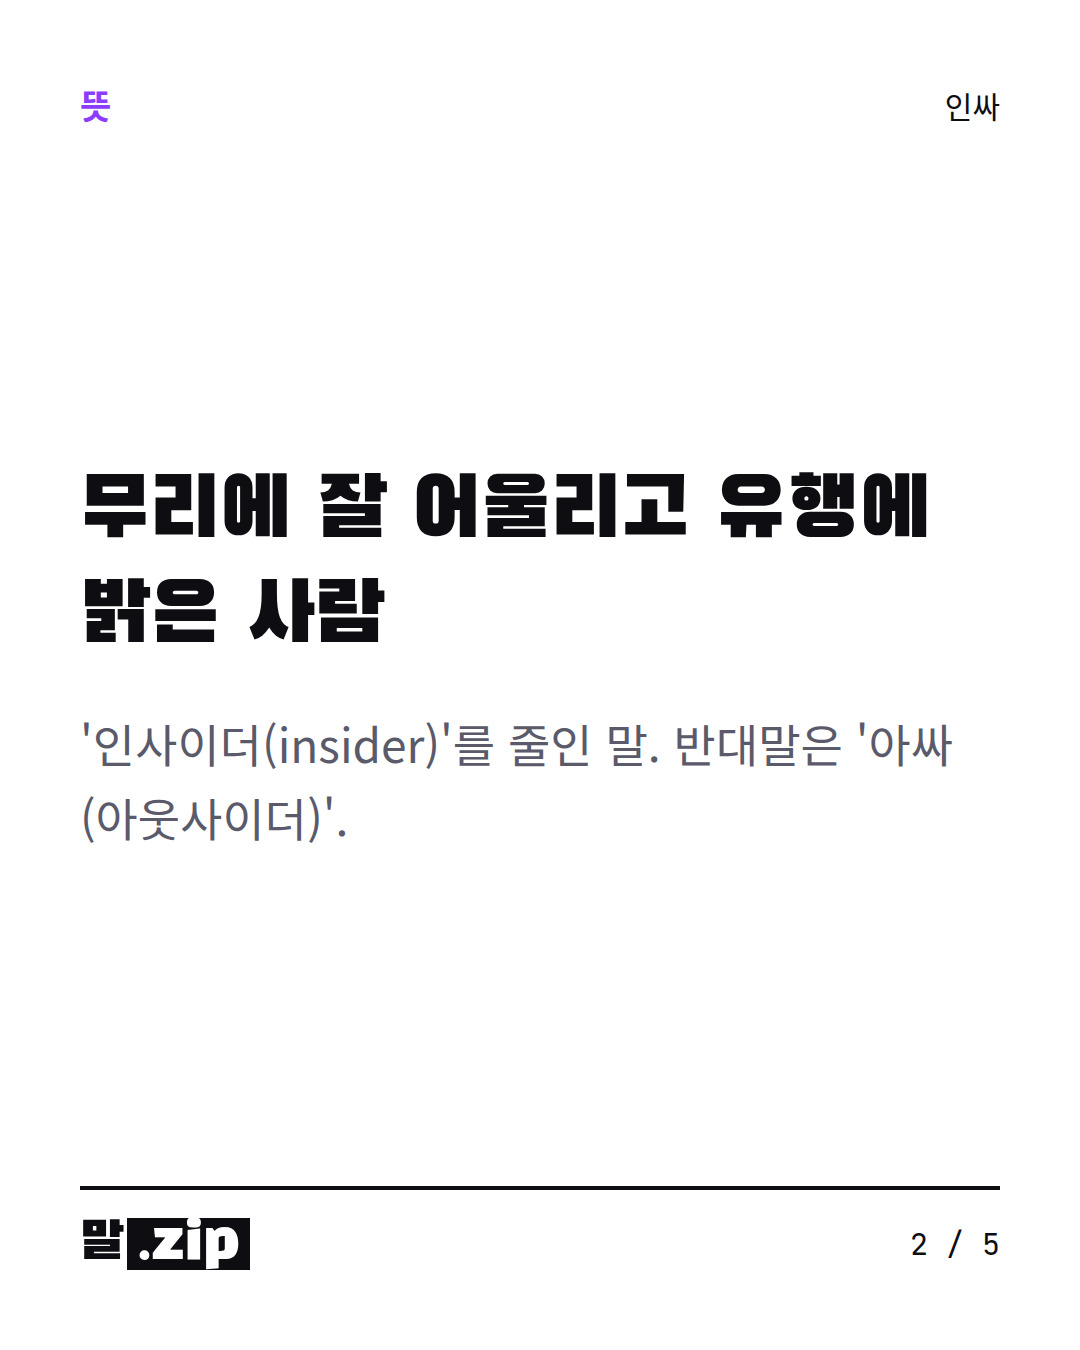 뜻
인싸
무리에 잘 어울리고 유행에
밝은 사람
'인사이더(insider)'를 줄인 말. 반대말은 '아싸
(아웃사이더)'.
말.zip
2 / 5